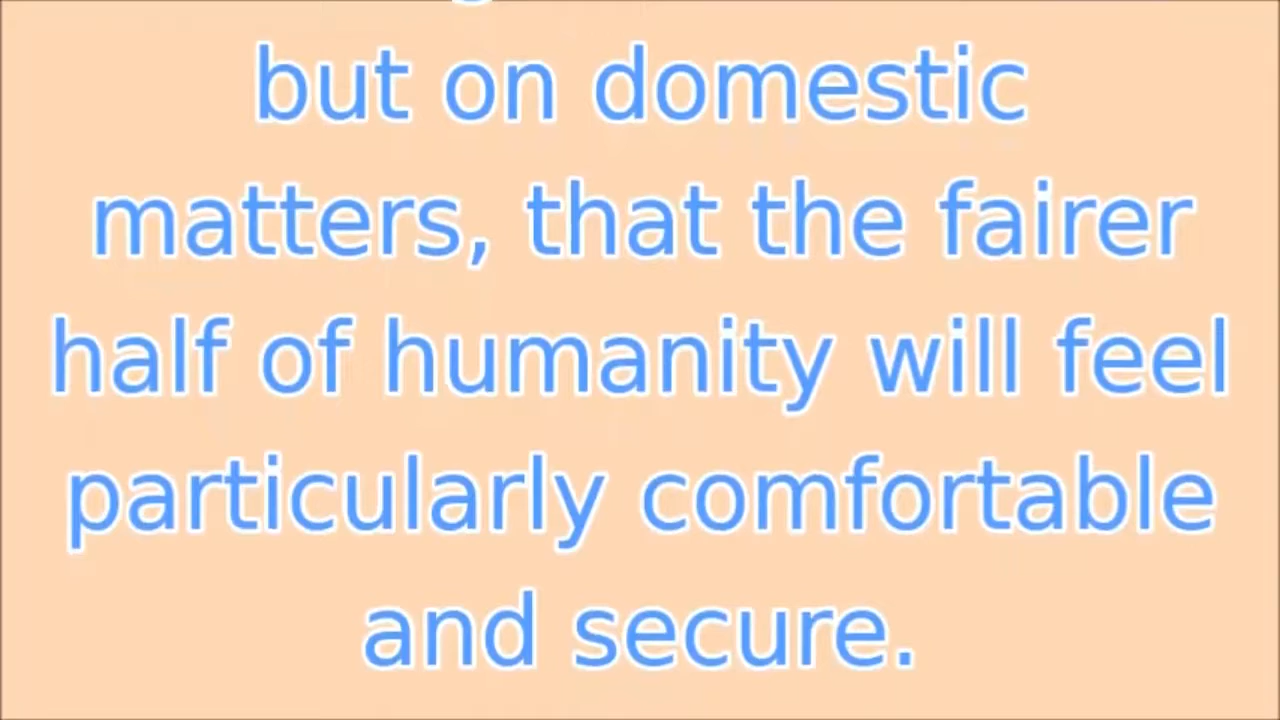 but on domestic
matters, that the fairer
half of humanity will feel
particularly comfortable
and secure.